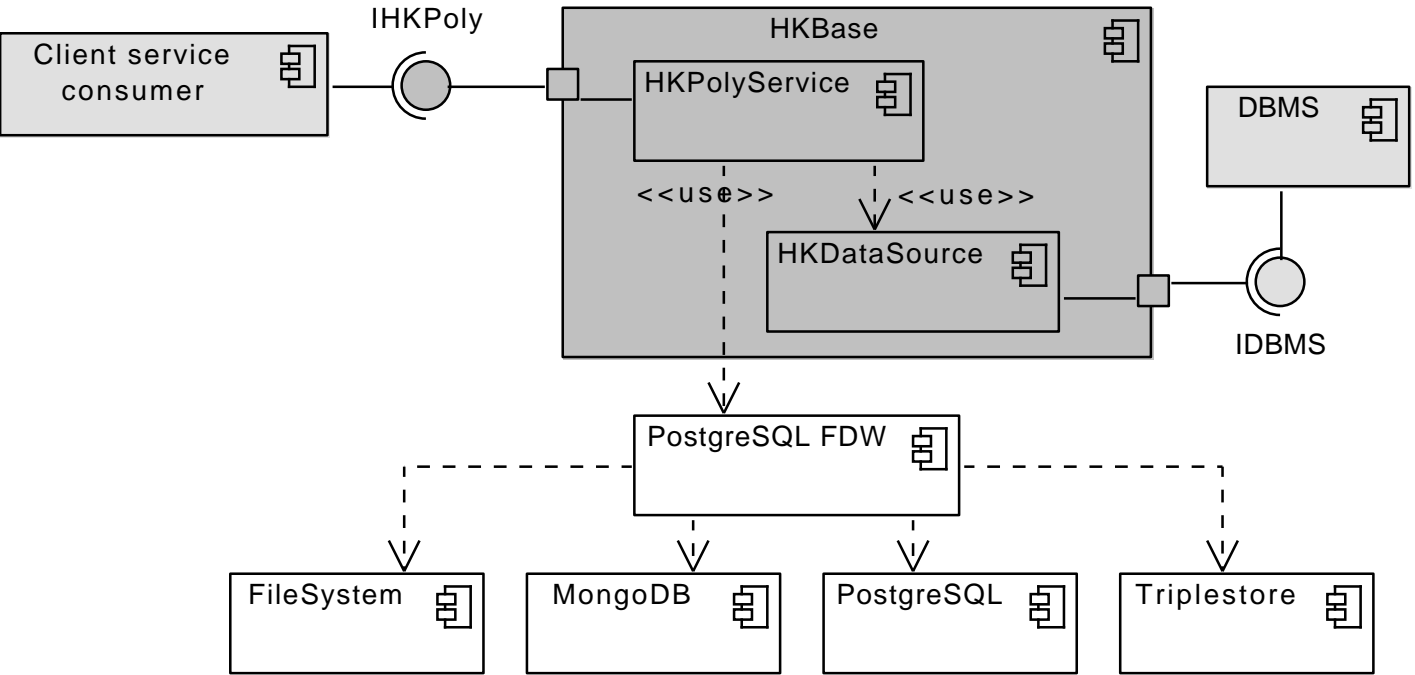 IHKPoly
HKBase
Client service
consumer
HKPolyService
DBMS
<<use>>
<<use>>
HKDataSource
IDBMS
PostgreSQL FDW
FileSystem
MongoDB
PostgreSQL
Triplestore